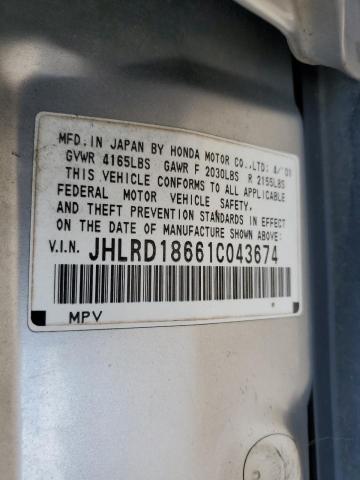 MFD. IN JAPAN BY HONDA MOTOR CO., LTD: 4/'01
GVWR 4165LBS GAWR F 2030LBS R 2155LBS
THIS VEHICLE CONFORMS TO ALL APPLICABLE
FEDERAL MOTOR VEHICLE SAFETY,
AND THEFT PREVENTION STANDARDS IN EFFECT
ON THE DATE OF MANUFACTURE SHOWN ABOVE:
V.I.N. JHLRD18661C043674
MPV